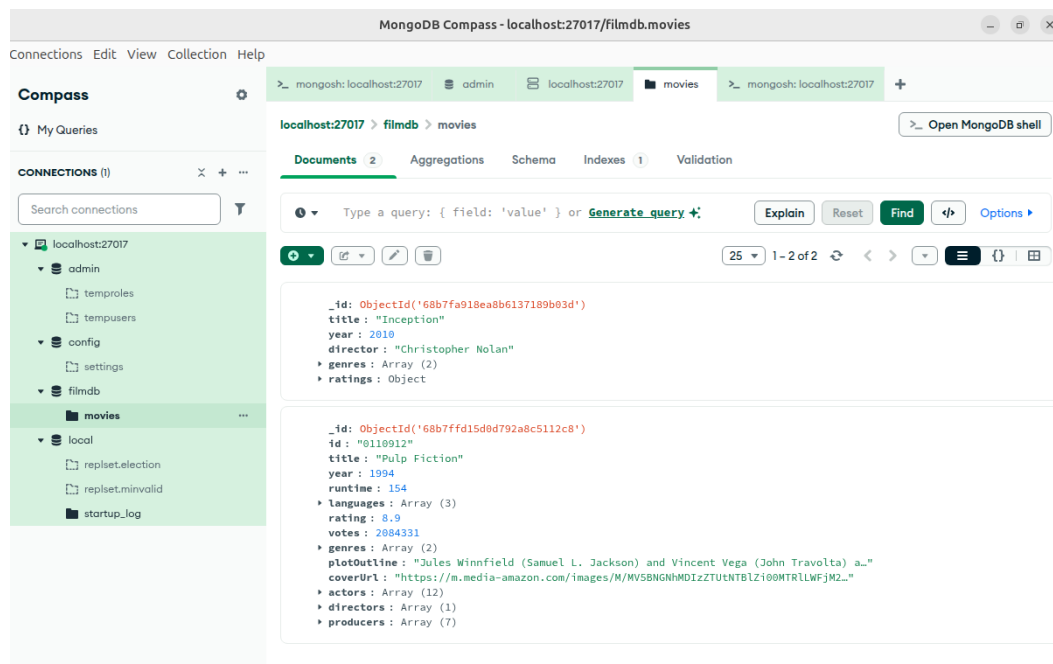 MongoDB Compass - localhost:27017/filmdb.movies
Connections Edit View Collection Help
Compass
{} My Queries
CONNECTIONS (1)
Search connections
localhost:27017
admin
temproles
tempusers
config
settings
filmdb
movies
local
replset.election
replset.minvalid
startup_log
>_ mongosh: localhost:27017 admin localhost:27017 movies >_ mongosh: localhost:27017 +
localhost:27017 > filmdb > movies
>_ Open MongoDB shell
Documents 2 Aggregations Schema Indexes 1 Validation
Type a query: { field: 'value' } or Generate query
Explain Reset Find </> Options
25 1 – 2 of 2 {}
_id: ObjectId('68b7fa918ea8b6137189b03d')
title : "Inception"
year : 2010
director : "Christopher Nolan"
genres : Array (2)
ratings : Object
_id: ObjectId('68b7ffd15d0d792a8c5112c8')
id : "0110912"
title : "Pulp Fiction"
year : 1994
runtime : 154
languages : Array (3)
rating : 8.9
votes : 2084331
genres : Array (2)
plotOutline : "Jules Winnfield (Samuel L. Jackson) and Vincent Vega (John Travolta) a…"
coverUrl : "https://m.media-amazon.com/images/M/MV5BNGNhMDIzZTUtNTBlZi00MTRlLWFjM2…"
actors : Array (12)
directors : Array (1)
producers : Array (7)